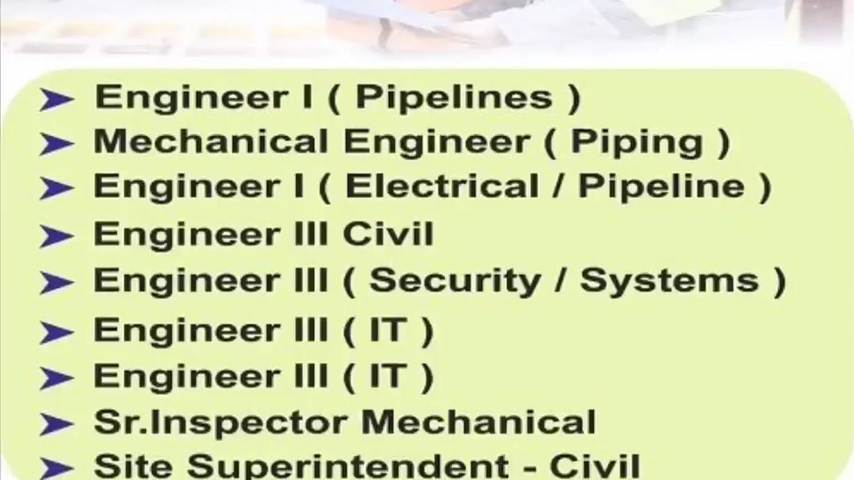 Engineer I ( Pipelines )
Mechanical Engineer ( Piping )
Engineer I ( Electrical / Pipeline )
Engineer III Civil
Engineer III ( Security / Systems )
Engineer III ( IT )
Engineer III ( IT )
Sr.Inspector Mechanical
Site Superintendent - Civil